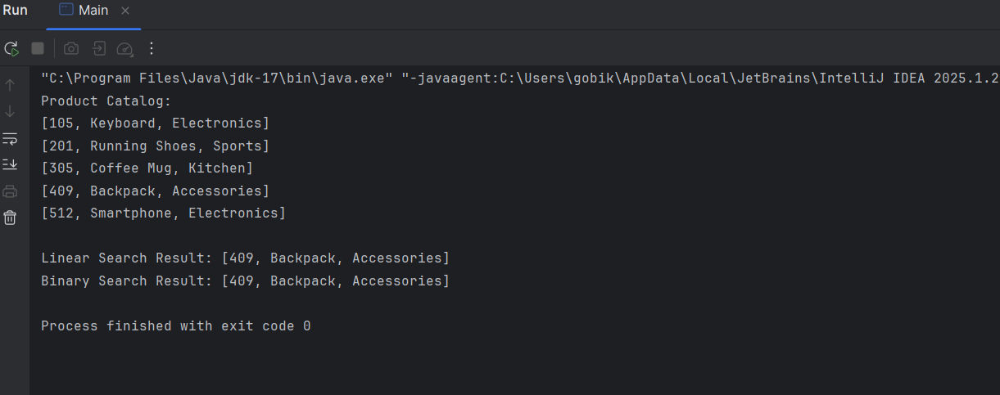 Run Main
"C:\Program Files\Java\jdk-17\bin\java.exe" "-javaagent:C:\Users\gobik\AppData\Local\JetBrains\IntelliJ IDEA 2025.1.2
Product Catalog:
[105, Keyboard, Electronics]
[201, Running Shoes, Sports]
[305, Coffee Mug, Kitchen]
[409, Backpack, Accessories]
[512, Smartphone, Electronics]
Linear Search Result: [409, Backpack, Accessories]
Binary Search Result: [409, Backpack, Accessories]
Process finished with exit code 0